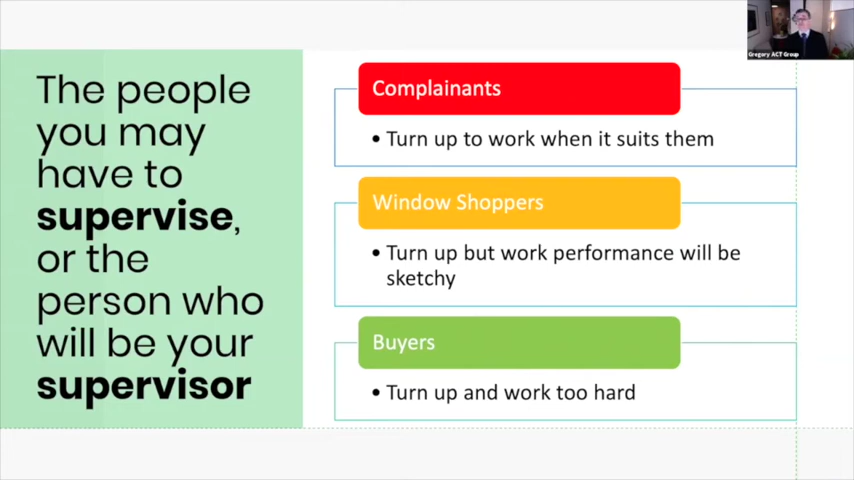 The people
you may
have to
supervise,
or the
person who
will be your
supervisor
Complainants
• Turn up to work when it suits them
Window Shoppers
• Turn up but work performance will be
sketchy
Buyers
• Turn up and work too hard
Gregory ACT Group